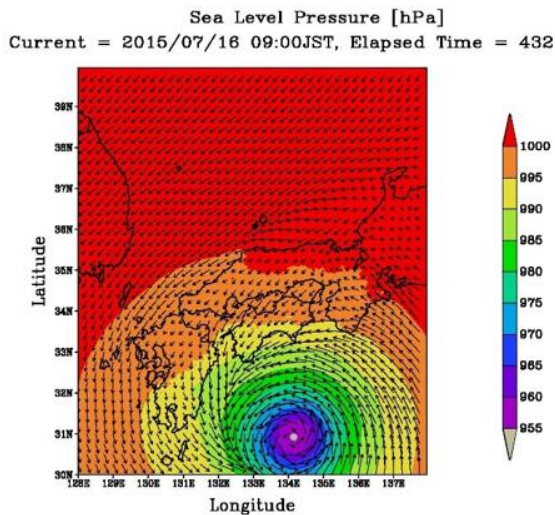 Sea Level Pressure [hPa]
Current = 2015/07/16 09:00JST, Elapsed Time = 432
39N
38N
37N
36N
35N
34N
33N
32N
31N
30N
128E 129E 130E 131E 132E 133E 134E 135E 136E 137E
Latitude
Longitude
1000
995
990
985
980
975
970
965
960
955